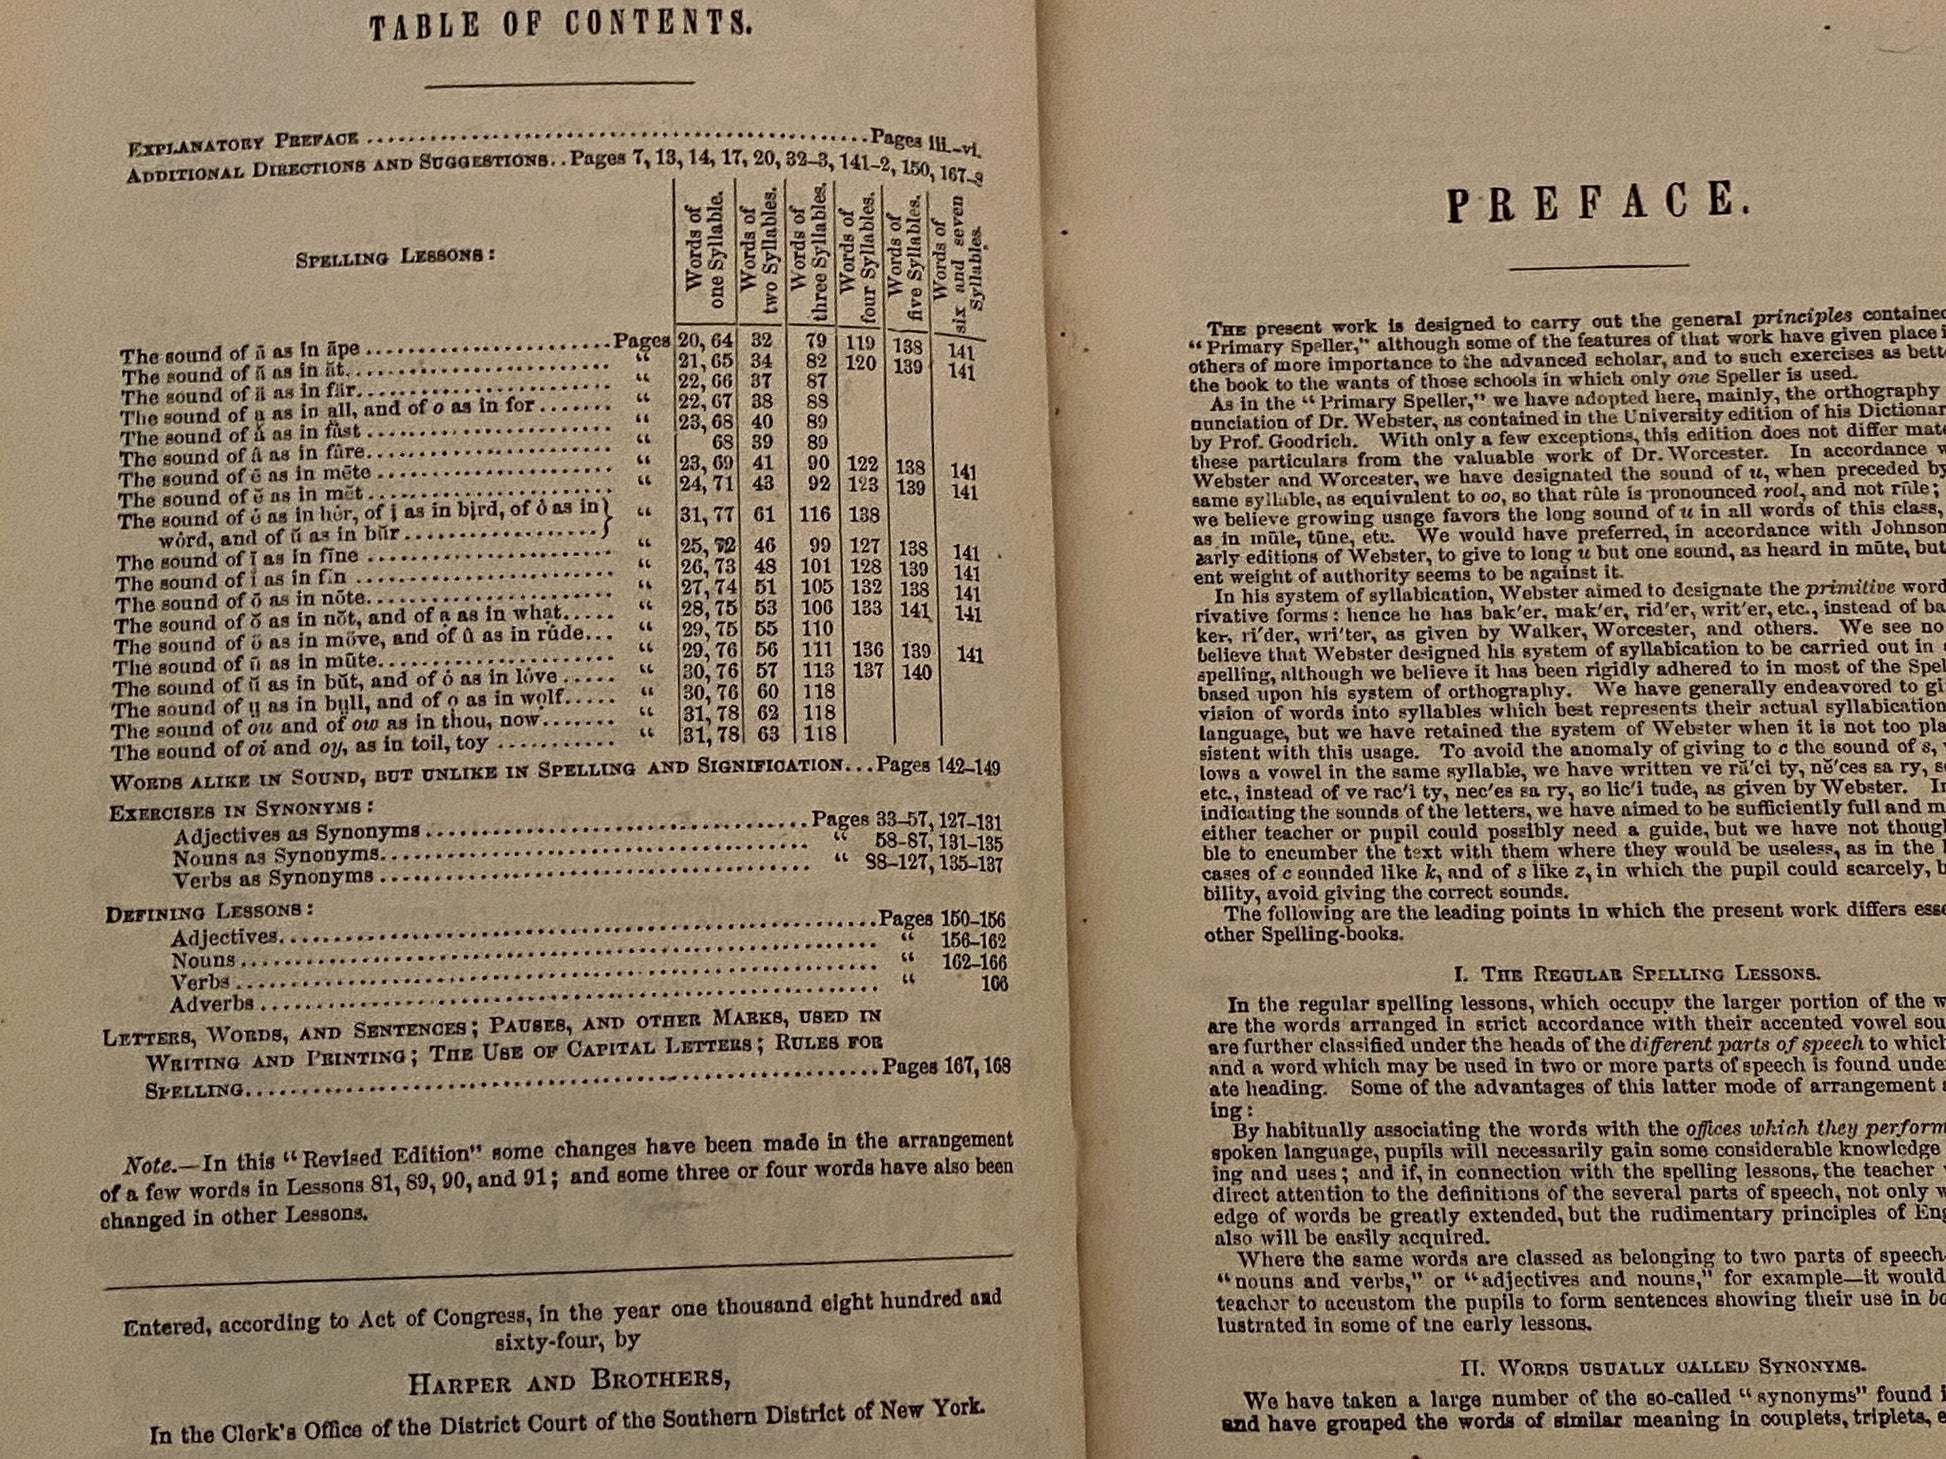 TABLE OF CONTENTS.
EXPLANATORY PREFACE ........ Pages iii.-vi.
ADDITIONAL DIRECTIONS AND SUGGESTIONS.. Pages 7, 13, 14, 17, 20, 32-3, 141-2, 150, 167-8
SPELLING LESSONS:
Words of one Syllable.
Words of two Syllables.
Words of three Syllables.
Words of four Syllables.
Words of five Syllables.
Words of six and seven Syllables.
The sound of ā as in āpe ........ Pages 20, 64 32 79 119 138 141
The sound of ă as in ăt ........ " 21, 65 34 82 120 139 141
The sound of ä as in fär ........ " 22, 66 37 87
The sound of a̤ as in a̤ll, and of o as in for ........ " 22, 67 38 88
The sound of ȧ as in fȧst ........ " 23, 68 40 89
The sound of â as in fâre ........ " 68 39 89
The sound of ē as in mēte ........ " 23, 69 41 90 122 138 141
The sound of ĕ as in mĕt ........ " 24, 71 43 92 123 139 141
The sound of ė as in hėr, of i̤ as in bi̤rd, of ȯ as in } " 31, 77 61 116 138
wȯrd, and of ŭ as in bŭr ........
The sound of ī as in fīne ........ " 25, 72 46 99 127 138 141
The sound of ĭ as in fĭn ........ " 26, 73 48 101 128 139 141
The sound of ō as in nōte ........ " 27, 74 51 105 132 138 141
The sound of ŏ as in nŏt, and of ạ as in whạt ..... " 28, 75 53 106 133 141 141
The sound of ö as in möve, and of û as in rûde... " 29, 75 55 110
The sound of ū as in mūte ........ " 29, 76 56 111 136 139 141
The sound of ŭ as in bŭt, and of ȯ as in lȯve ..... " 30, 76 57 113 137 140
The sound of ṳ as in bṳll, and of ọ as in wọlf..... " 30, 76 60 118
The sound of ou and of ow as in thou, now....... " 31, 78 62 118
The sound of oi and oy, as in toil, toy ........... " 31, 78 63 118
WORDS ALIKE IN SOUND, BUT UNLIKE IN SPELLING AND SIGNIFICATION... Pages 142-149
EXERCISES IN SYNONYMS:
Adjectives as Synonyms ........ Pages 33-57, 127-131
Nouns as Synonyms ........ " 58-87, 131-135
Verbs as Synonyms ........ " 88-127, 135-137
DEFINING LESSONS:
Adjectives ........ Pages 150-156
Nouns ........ " 156-162
Verbs ........ " 162-166
Adverbs ........ " 166
LETTERS, WORDS, AND SENTENCES; PAUSES, AND OTHER MARKS, USED IN
WRITING AND PRINTING; THE USE OF CAPITAL LETTERS; RULES FOR
SPELLING ........ Pages 167, 168
Note.—In this "Revised Edition" some changes have been made in the arrangement
of a few words in Lessons 81, 89, 90, and 91; and some three or four words have also been
changed in other Lessons.
Entered, according to Act of Congress, in the year one thousand eight hundred and
sixty-four, by
HARPER AND BROTHERS,
In the Clerk's Office of the District Court of the Southern District of New York.
PREFACE.
THE present work is designed to carry out the general principles contained
"Primary Speller," although some of the features of that work have given place
others of more importance to the advanced scholar, and to such exercises as
the book to the wants of those schools in which only one Speller is used.
As in the "Primary Speller," we have adopted here, mainly, the orthography
nunciation of Dr. Webster, as contained in the University edition of his
by Prof. Goodrich. With only a few exceptions, this edition does not differ
these particulars from the valuable work of Dr. Worcester. In accordance
Webster and Worcester, we have designated the sound of u, when preceded by
same syllable, as equivalent to oo, so that rûle is pronounced rool, and not rūle;
we believe growing usage favors the long sound of u in all words of this class,
as in mūle, tūne, etc. We would have preferred, in accordance with Johnson
early editions of Webster, to give to long u but one sound, as heard in mūte, but
ent weight of authority seems to be against it.
In his system of syllabication, Webster aimed to designate the primitive word
rivative forms: hence he has bak'er, mak'er, rid'er, writ'er, etc., instead of ba
ker, ri'der, wri'ter, as given by Walker, Worcester, and others. We see no
believe that Webster designed his system of syllabication to be carried out in
spelling, although we believe it has been rigidly adhered to in most of the Spel
based upon his system of orthography. We have generally endeavored to gi
vision of words into syllables which best represents their actual syllabication
language, but we have retained the system of Webster when it is not too pla
sistent with this usage. To avoid the anomaly of giving to c the sound of s,
lows a vowel in the same syllable, we have written ve ră'ci ty, nĕ'ces sa ry, s
etc., instead of ve rac'i ty, nec'es sa ry, so lic'i tude, as given by Webster. In
indicating the sounds of the letters, we have aimed to be sufficiently full and m
either teacher or pupil could possibly need a guide, but we have not though
ble to encumber the text with them where they would be useless, as in the
cases of c sounded like k, and of s like z, in which the pupil could scarcely,
bility, avoid giving the correct sounds.
The following are the leading points in which the present work differs esse
other Spelling-books.
I. THE REGULAR SPELLING LESSONS.
In the regular spelling lessons, which occupy the larger portion of the w
are the words arranged in strict accordance with their accented vowel sou
are further classified under the heads of the different parts of speech to which
and a word which may be used in two or more parts of speech is found unde
ate heading. Some of the advantages of this latter mode of arrangement
ing:
By habitually associating the words with the offices which they perform
spoken language, pupils will necessarily gain some considerable knowledge
ing and uses; and if, in connection with the spelling lessons, the teacher
direct attention to the definitions of the several parts of speech, not only
edge of words be greatly extended, but the rudimentary principles of Eng
also will be easily acquired.
Where the same words are classed as belonging to two parts of speech
"nouns and verbs," or "adjectives and nouns," for example—it would
teacher to accustom the pupils to form sentences showing their use in bo
lustrated in some of the early lessons.
II. WORDS USUALLY CALLED SYNONYMS.
We have taken a large number of the so-called "synonyms" found i
and have grouped the words of similar meaning in couplets, triplets, e